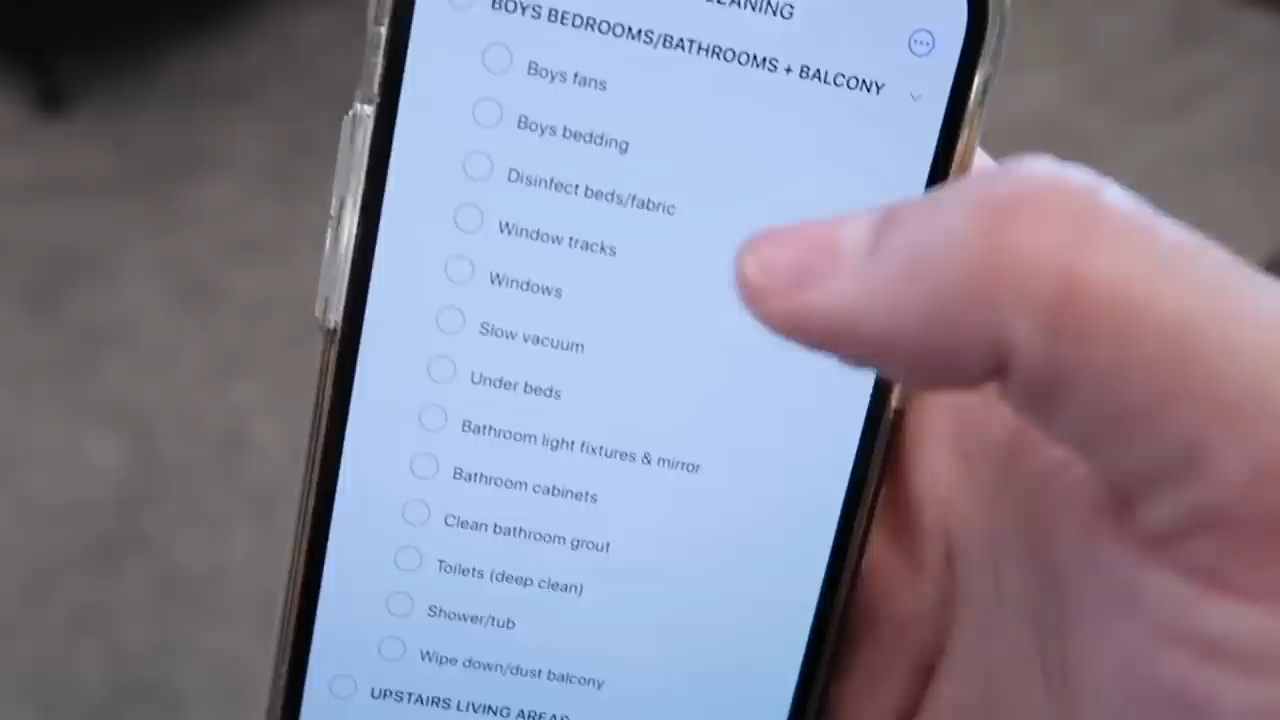 BOYS BEDROOMS/BATHROOMS + BALCONY
Boys fans
Boys bedding
Disinfect beds/fabric
Window tracks
Windows
Slow vacuum
Under beds
Bathroom light fixtures & mirror
Bathroom cabinets
Clean bathroom grout
Toilets (deep clean)
Shower/tub
Wipe down/dust balcony
UPSTAIRS LIVING AREAS